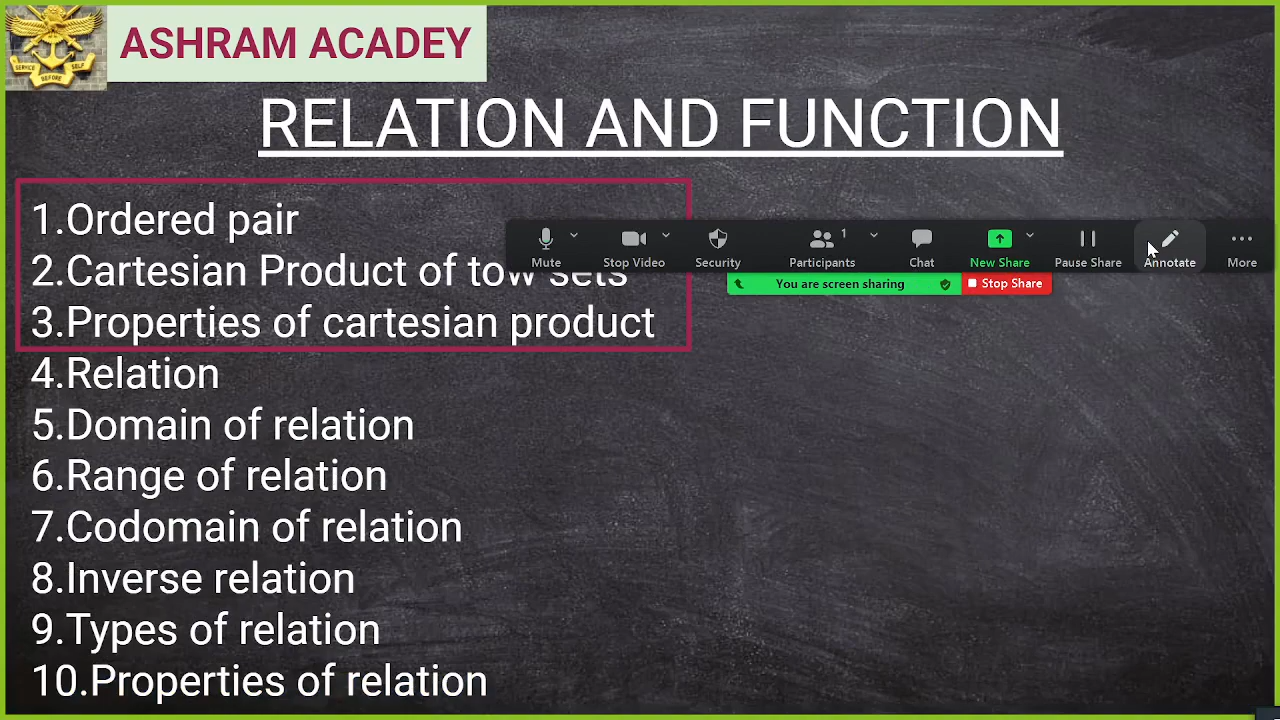 SERVICE BEFORE SELF
ASHRAM ACADEY
RELATION AND FUNCTION
1.Ordered pair
2.Cartesian Product of tow sets
3.Properties of cartesian product
4.Relation
5.Domain of relation
6.Range of relation
7.Codomain of relation
8.Inverse relation
9.Types of relation
10.Properties of relation
1
Mute Stop Video Security Participants Chat New Share Pause Share Annotate More
You are screen sharing Stop Share